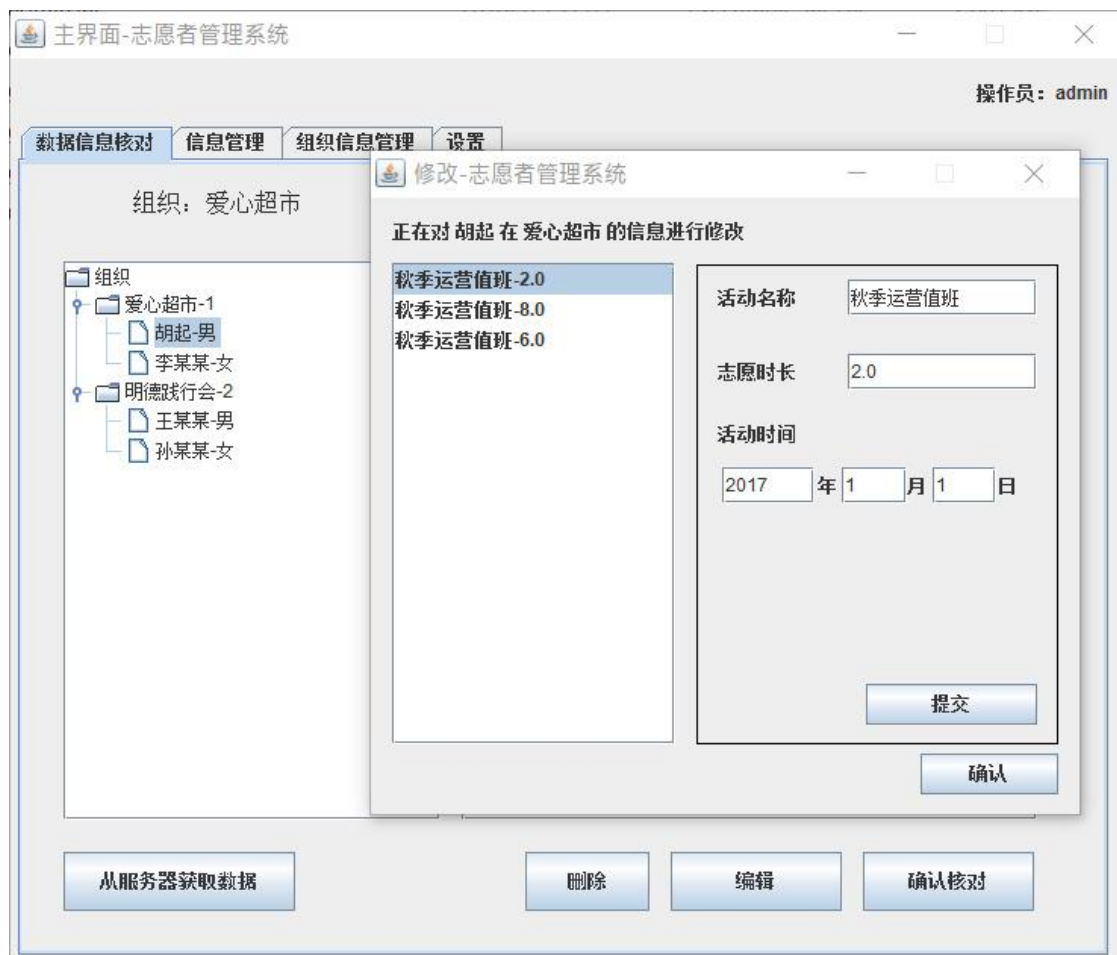 主界面-志愿者管理系统
操作员：admin
数据信息核对 信息管理 组织信息管理 设置
组织：爱心超市
组织
爱心超市-1
胡起-男
李某某-女
明德践行会-2
王某某-男
孙某某-女
修改-志愿者管理系统
正在对 胡起 在 爱心超市 的信息进行修改
秋季运营值班-2.0
秋季运营值班-8.0
秋季运营值班-6.0
活动名称 秋季运营值班
志愿时长 2.0
活动时间
2017 年 1 月 1 日
提交
确认
从服务器获取数据 删除 编辑 确认核对